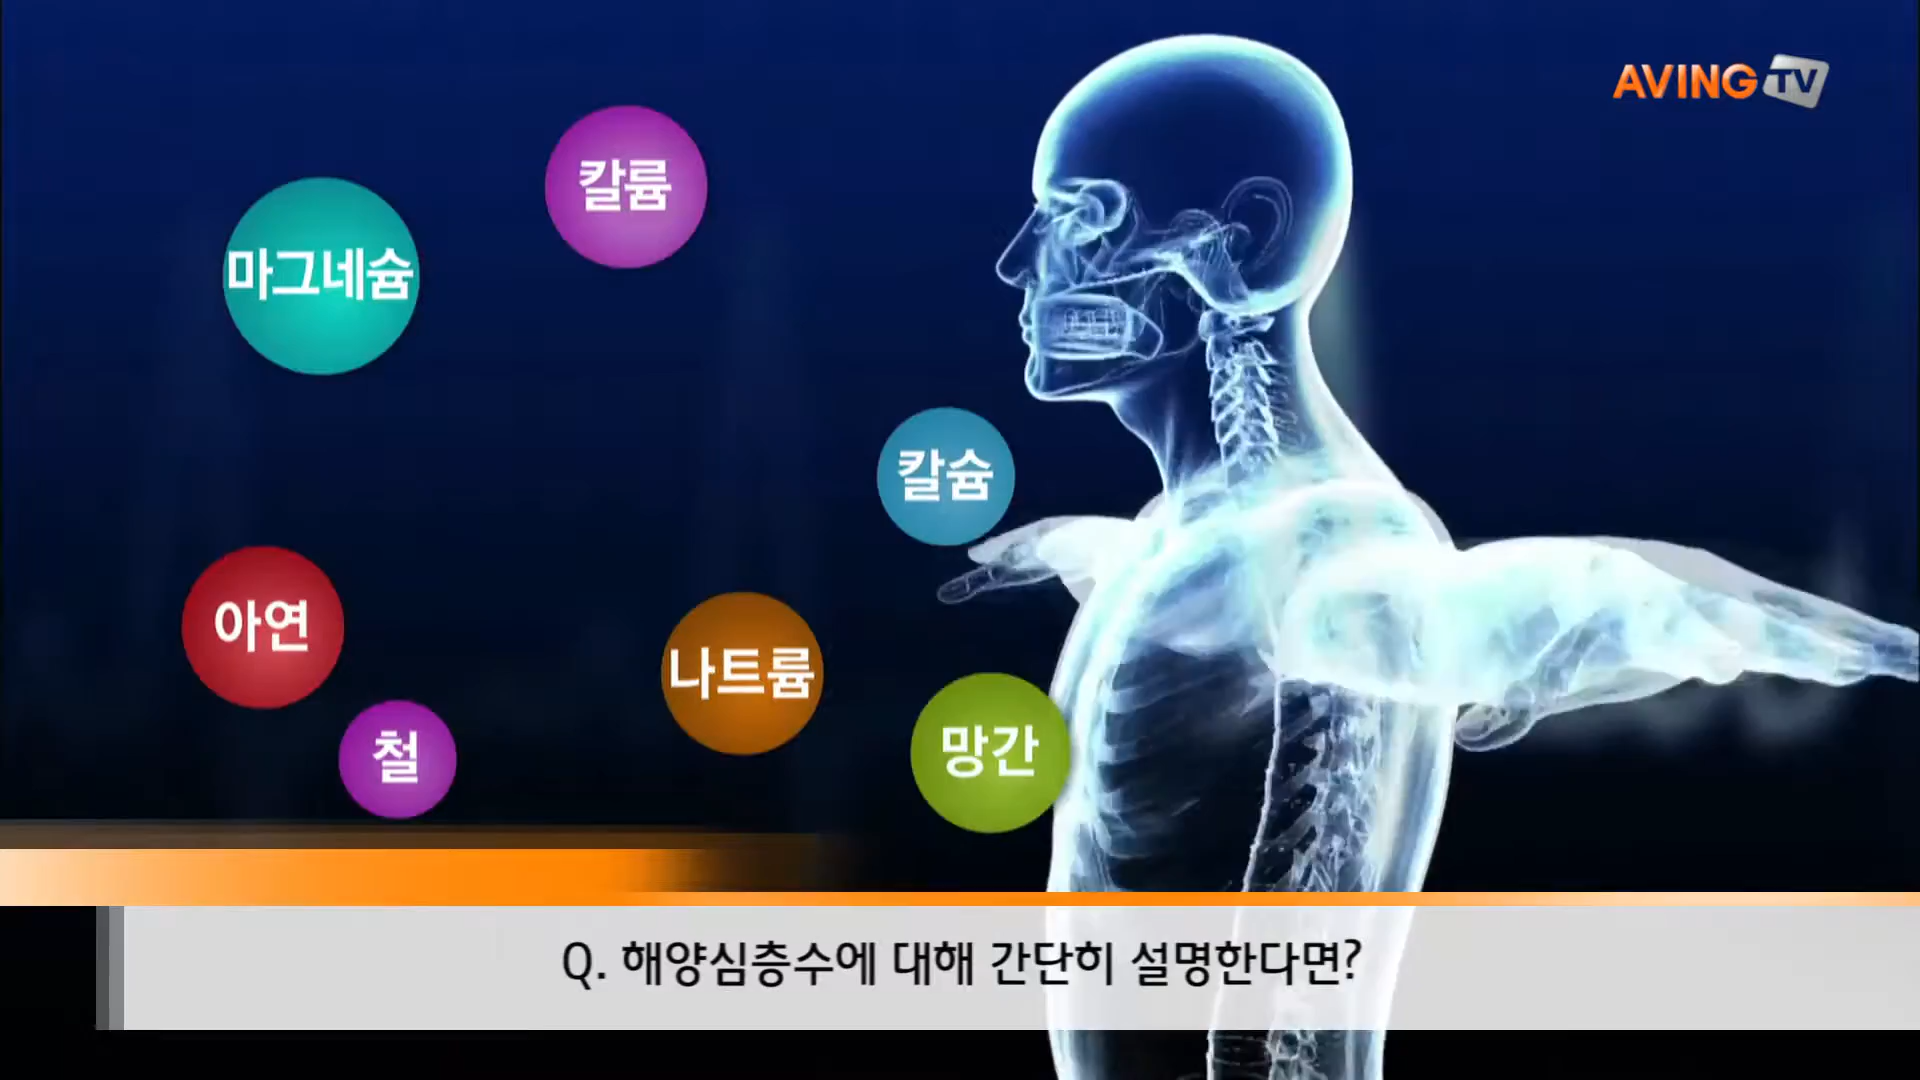 AVING TV
칼륨
마그네슘
칼슘
아연
나트륨
철
망간
Q. 해양심층수에 대해 간단히 설명한다면?